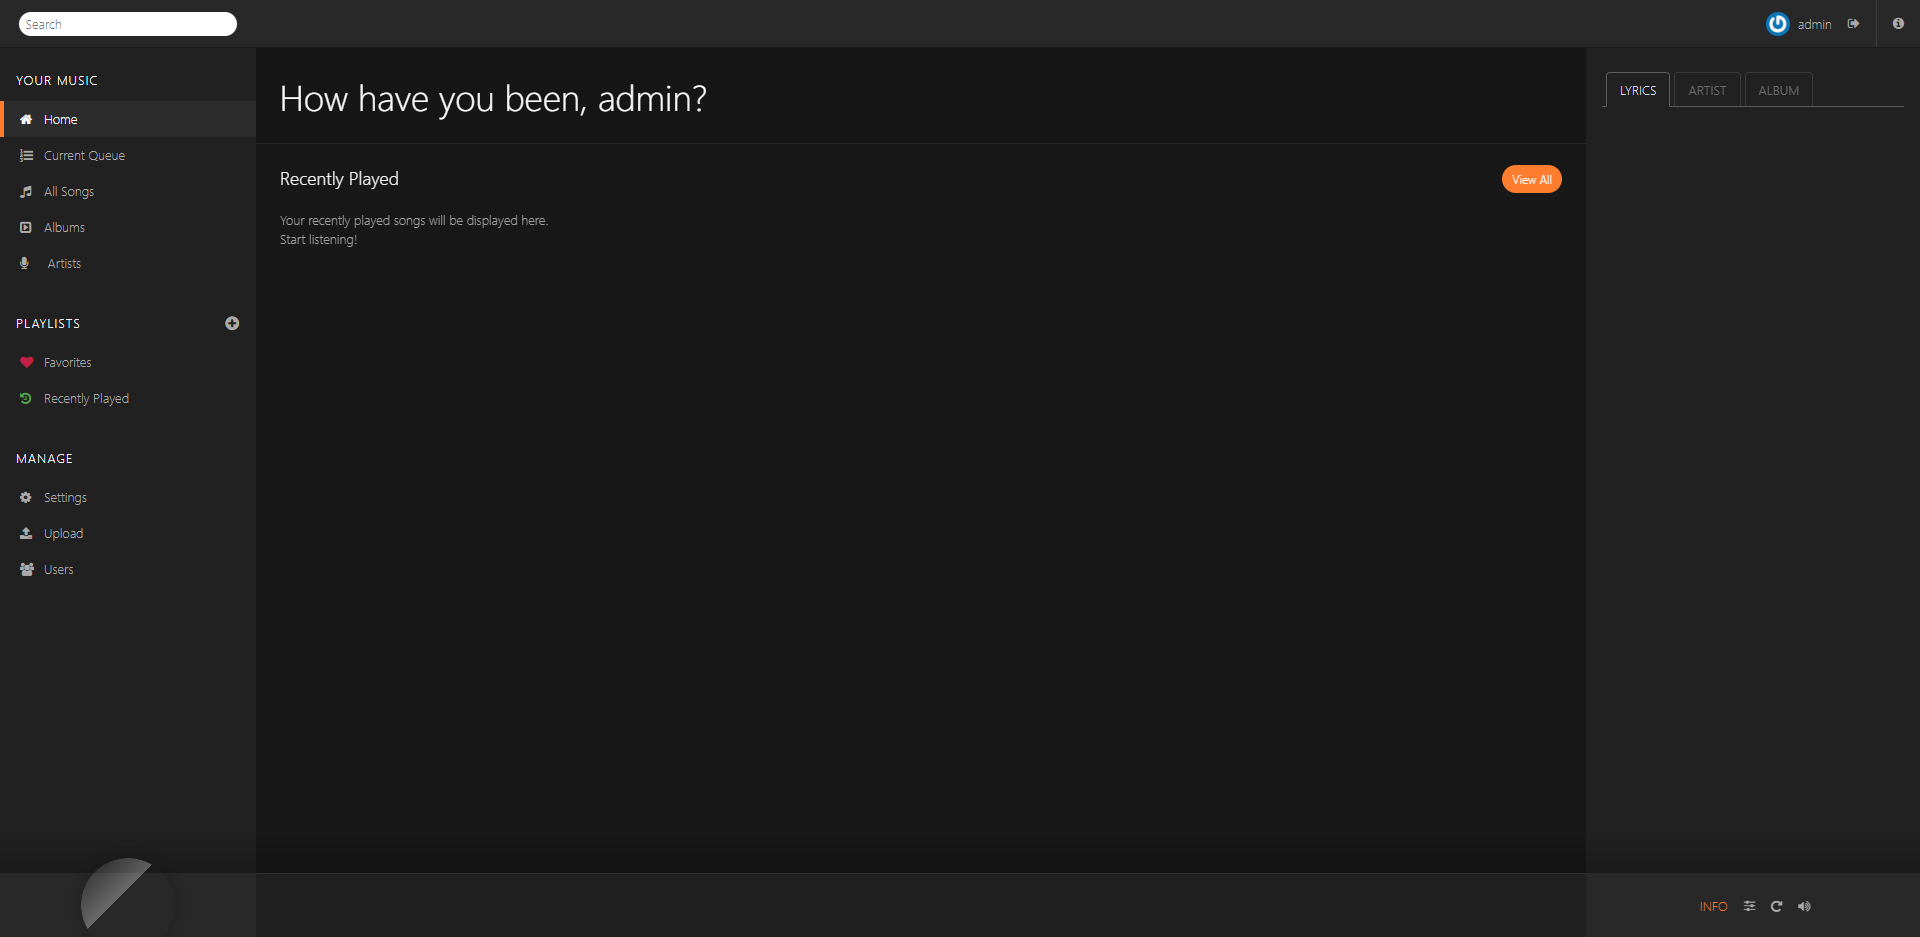 Search
admin
YOUR MUSIC
Home
Current Queue
All Songs
Albums
Artists
PLAYLISTS
Favorites
Recently Played
MANAGE
Settings
Upload
Users
How have you been, admin?
Recently Played
View All
Your recently played songs will be displayed here.
Start listening!
LYRICS ARTIST ALBUM
INFO